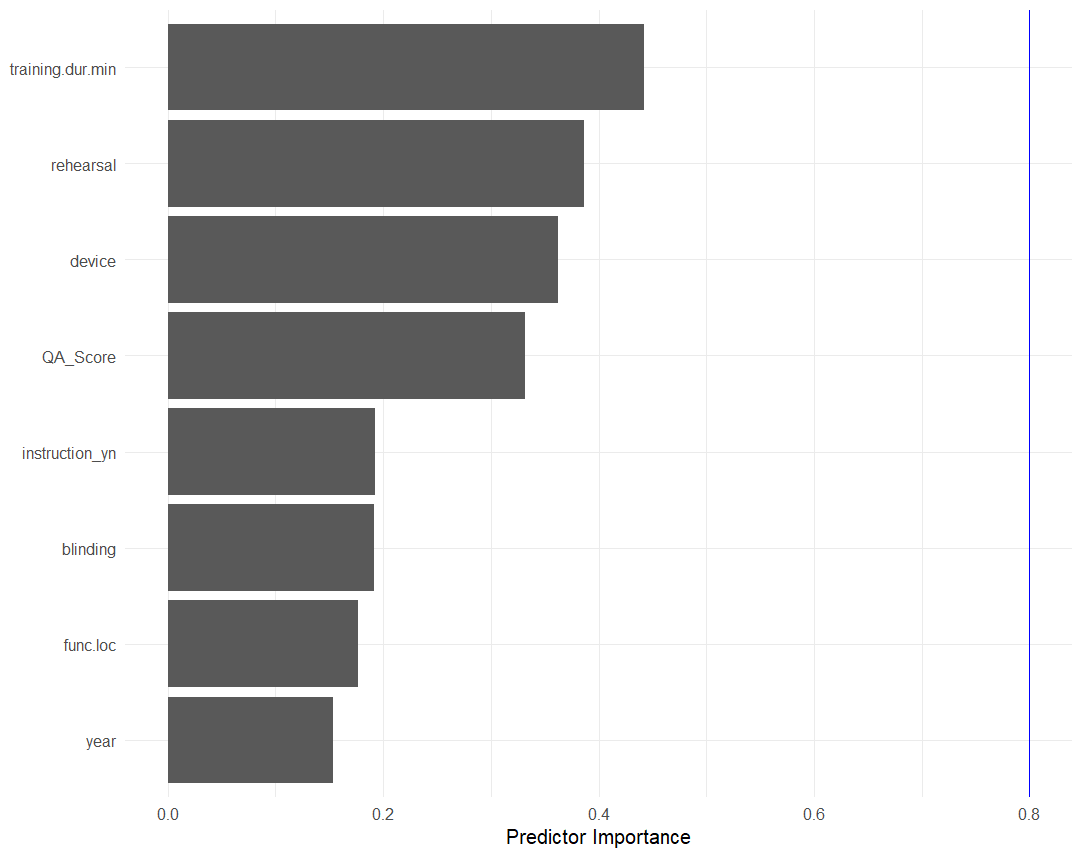 training.dur.min
rehearsal
device
QA_Score
instruction_yn
blinding
func.loc
year
0.0 0.2 0.4 0.6 0.8
Predictor Importance